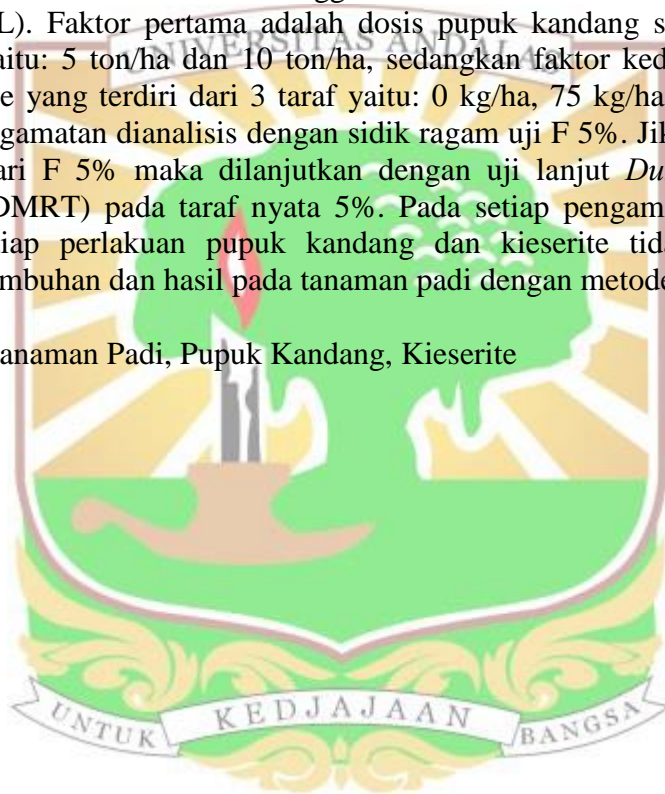 L). Faktor pertama adalah dosis pupuk kandang s
aitu: 5 ton/ha dan 10 ton/ha, sedangkan faktor ked
e yang terdiri dari 3 taraf yaitu: 0 kg/ha, 75 kg/ha
gamatan dianalisis dengan sidik ragam uji F 5%. Jik
ari F 5% maka dilanjutkan dengan uji lanjut Du
DMRT) pada taraf nyata 5%. Pada setiap pengam
tiap perlakuan pupuk kandang dan kieserite tid
mbuhan dan hasil pada tanaman padi dengan metode
anaman Padi, Pupuk Kandang, Kieserite
UNIVERSITAS ANDALAS
UNTUK KEDJAJAAN BANGSA